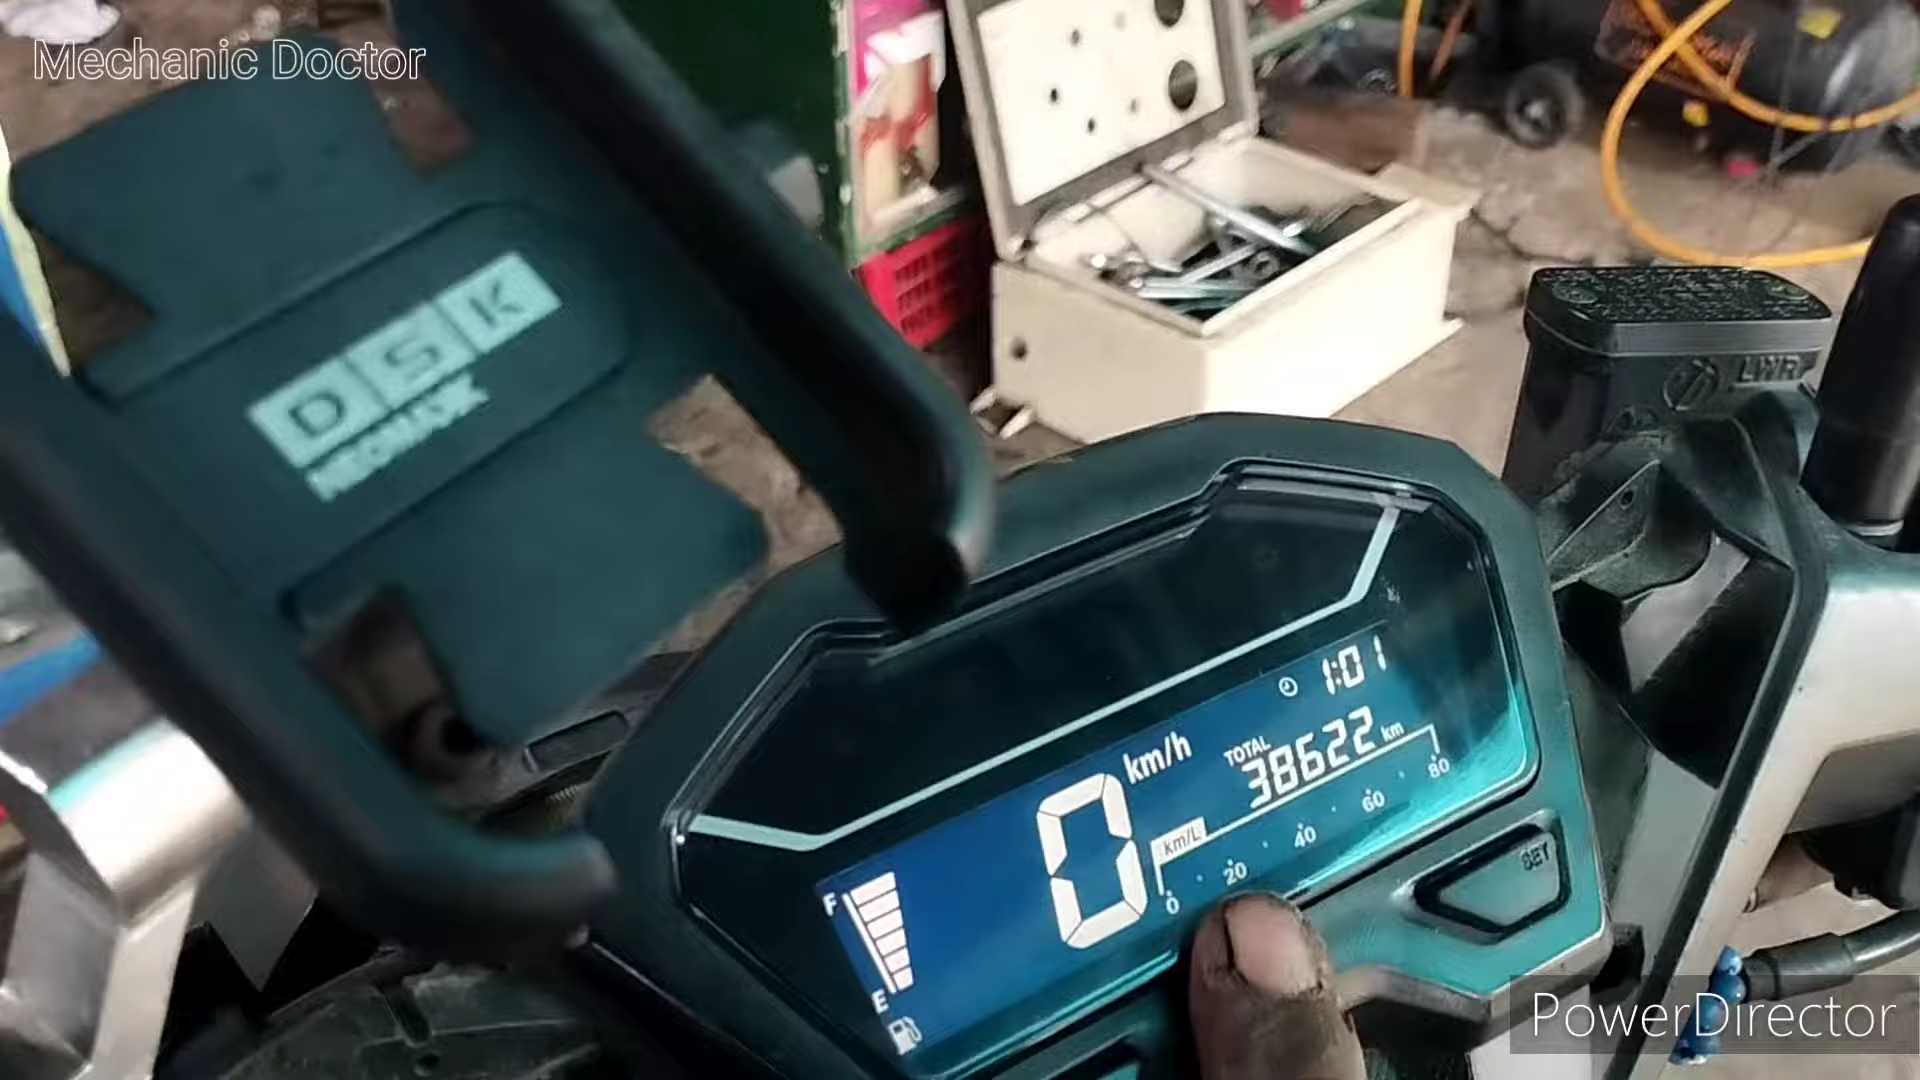 Mechanic Doctor
DSK
LWR
1:01
TOTAL
38622 km
0 km/h
km/L
0 20 40 60 80
F
E
SET
PowerDirector